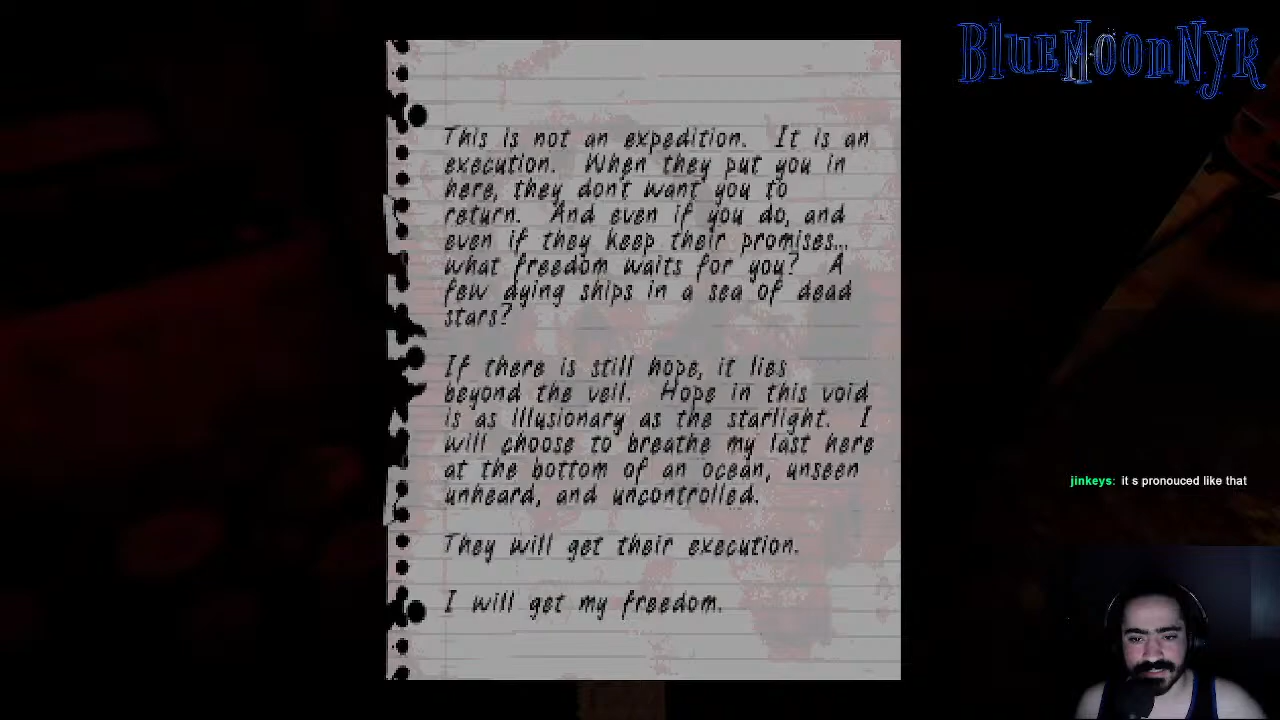 BlueMoonNyk
This is not an expedition.  It is an
execution.  When they put you in
here, they don't want you to
return.  And even if you do, and
even if they keep their promises...
what freedom waits for you?  A
few dying ships in a sea of dead
stars?
If there is still hope, it lies
beyond the veil.  Hope in this void
is as illusionary as the starlight.  I
will choose to breathe my last here
at the bottom of an ocean, unseen
unheard, and uncontrolled.
They will get their execution.
I will get my freedom.
jinkeys: it s pronouced like that